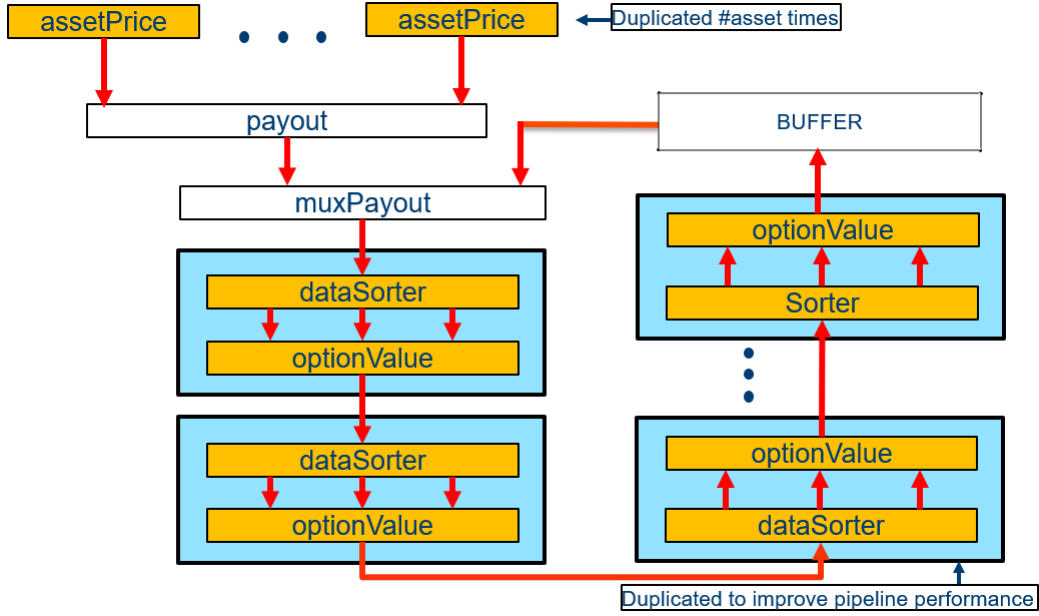 assetPrice
assetPrice
Duplicated #asset times
payout
BUFFER
muxPayout
dataSorter
optionValue
dataSorter
optionValue
optionValue
Sorter
optionValue
dataSorter
Duplicated to improve pipeline performance